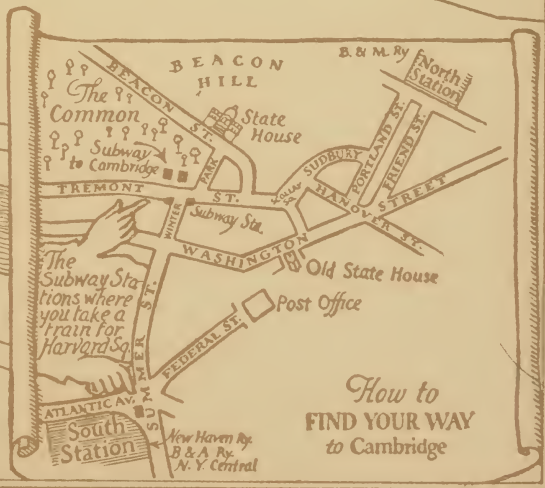 BEACON
HILL
B. & M. Ry
North
Station
BEACON ST.
The
Common
State
House
Subway
to Cambridge
PARK
PORTLAND ST.
FRIEND ST.
SUDBURY
TREMONT ST.
HANOVER ST.
STREET
WINTER
Subway Sta.
WASHINGTON
Old State House
The
Subway Sta-
tions where
you take a
train for
Harvard Sq.
Post Office
FEDERAL ST.
SUMMER ST.
ATLANTIC AV.
South
Station
New Haven Ry.
B & A Ry.
N.Y. Central
How to
FIND YOUR WAY
to Cambridge